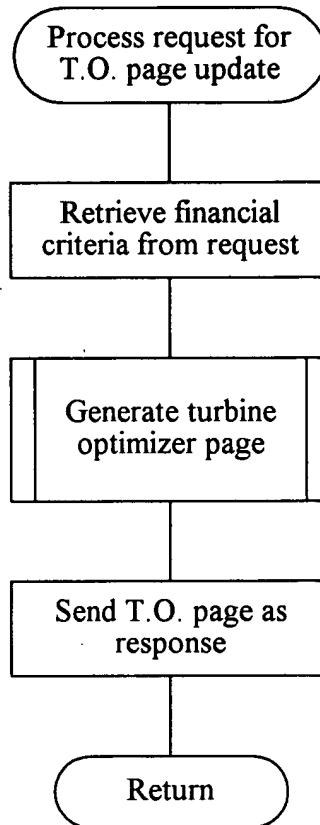 Process request for
T.O. page update
Retrieve financial
criteria from request
Generate turbine
optimizer page
Send T.O. page as
response
Return